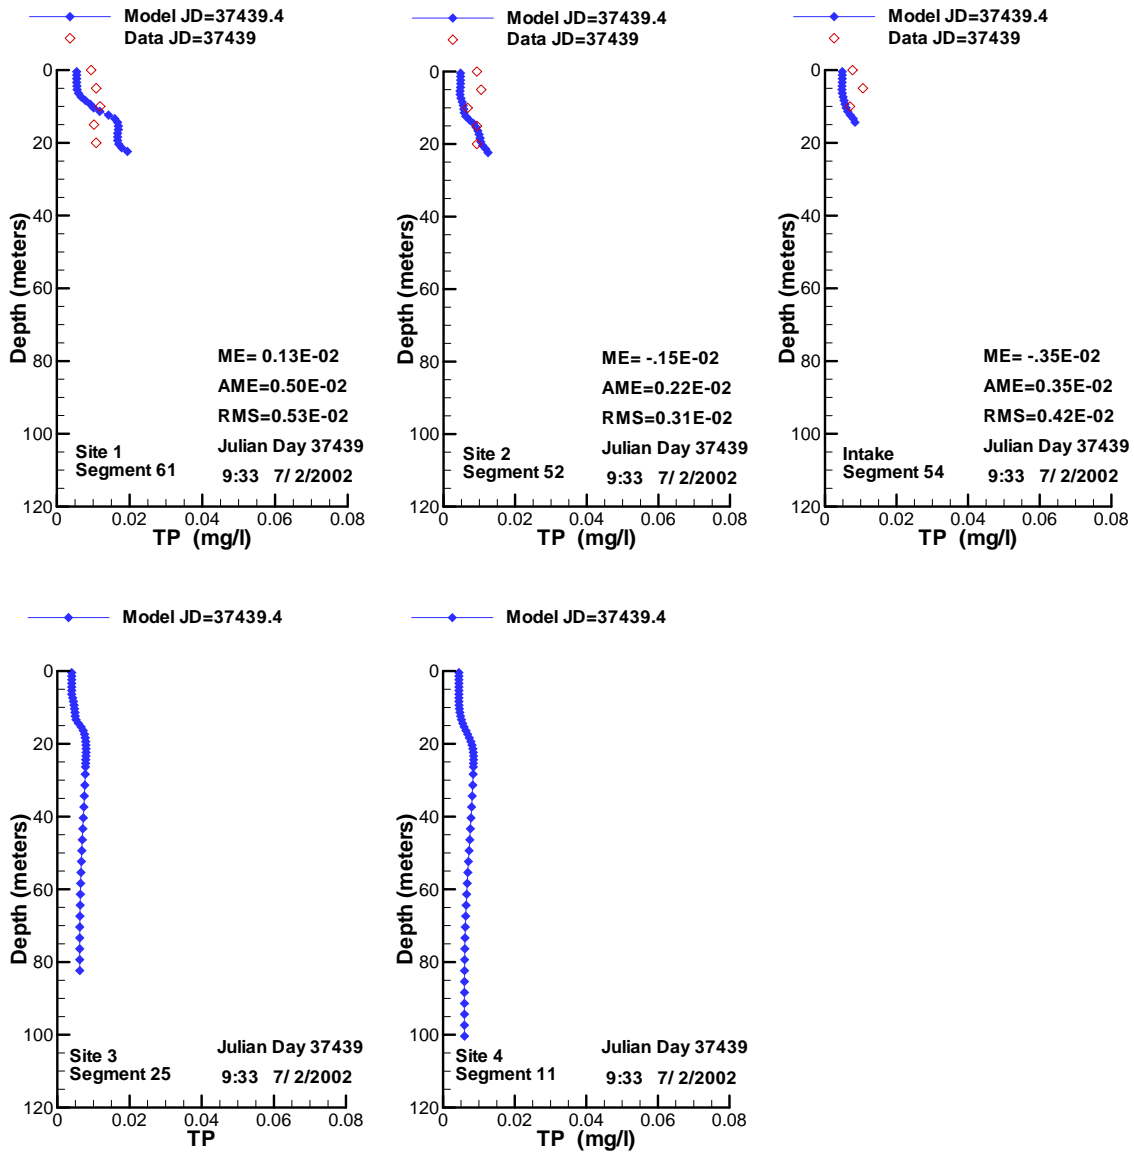 Model JD=37439.4
Data JD=37439
0
20
40
60
80
100
120
Depth (meters)
ME= 0.13E-02
AME=0.50E-02
RMS=0.53E-02
Julian Day 37439
9:33 7/ 2/2002
Site 1
Segment 61
0 0.02 0.04 0.06 0.08
TP (mg/l)
Model JD=37439.4
Data JD=37439
0
20
40
60
80
100
120
Depth (meters)
ME= -.15E-02
AME=0.22E-02
RMS=0.31E-02
Julian Day 37439
9:33 7/ 2/2002
Site 2
Segment 52
0 0.02 0.04 0.06 0.08
TP (mg/l)
Model JD=37439.4
Data JD=37439
0
20
40
60
80
100
120
Depth (meters)
ME= -.35E-02
AME=0.35E-02
RMS=0.42E-02
Julian Day 37439
9:33 7/ 2/2002
Intake
Segment 54
0 0.02 0.04 0.06 0.08
TP (mg/l)
Model JD=37439.4
0
20
40
60
80
100
120
Depth (meters)
Julian Day 37439
9:33 7/ 2/2002
Site 3
Segment 25
0 0.02 0.04 0.06 0.08
TP
Model JD=37439.4
0
20
40
60
80
100
120
Depth (meters)
Julian Day 37439
9:33 7/ 2/2002
Site 4
Segment 11
0 0.02 0.04 0.06 0.08
TP (mg/l)